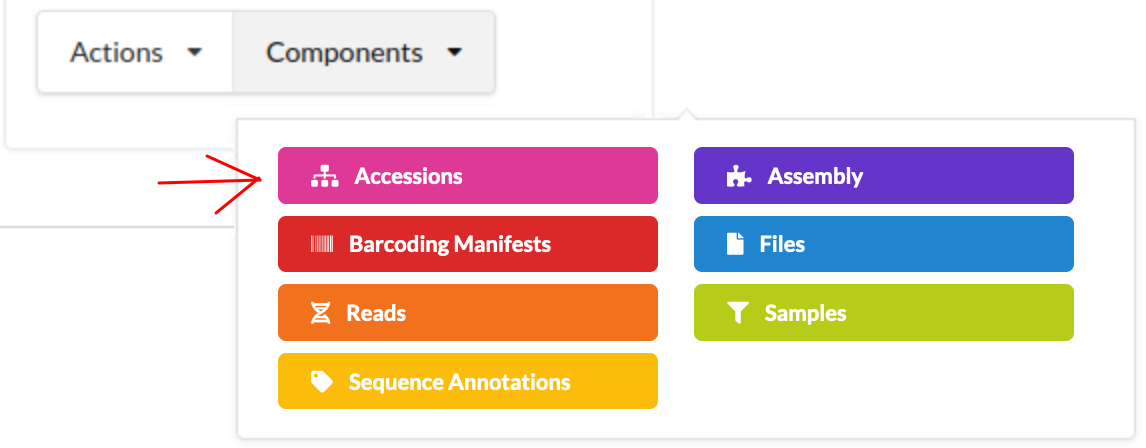 Actions
Components
Accessions
Assembly
Barcoding Manifests
Files
Reads
Samples
Sequence Annotations